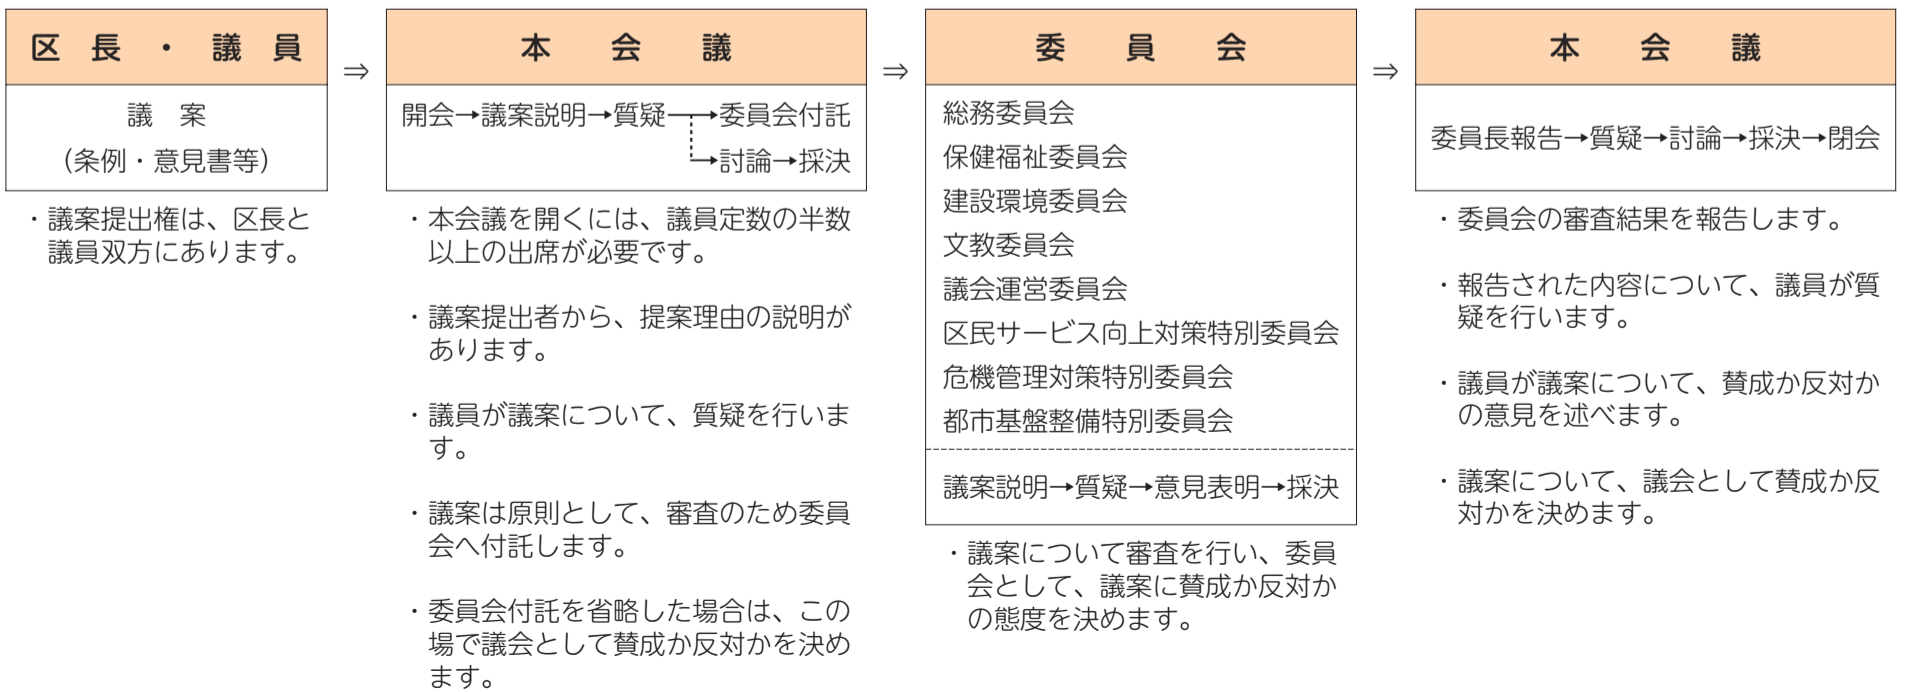 区長・議員
議案
（条例・意見書等）
・議案提出権は、区長と
議員双方にあります。
⇒
本会議
開会→議案説明→質疑→委員会付託
→討論→採決
・本会議を開くには、議員定数の半数
以上の出席が必要です。
・議案提出者から、提案理由の説明が
あります。
・議員が議案について、質疑を行いま
す。
・議案は原則として、審査のため委員
会へ付託します。
・委員会付託を省略した場合は、この
場で議会として賛成か反対かを決め
ます。
⇒
委員会
総務委員会
保健福祉委員会
建設環境委員会
文教委員会
議会運営委員会
区民サービス向上対策特別委員会
危機管理対策特別委員会
都市基盤整備特別委員会
議案説明→質疑→意見表明→採決
・議案について審査を行い、委員
会として、議案に賛成か反対か
の態度を決めます。
⇒
本会議
委員長報告→質疑→討論→採決→閉会
・委員会の審査結果を報告します。
・報告された内容について、議員が質
疑を行います。
・議員が議案について、賛成か反対か
の意見を述べます。
・議案について、議会として賛成か反
対かを決めます。